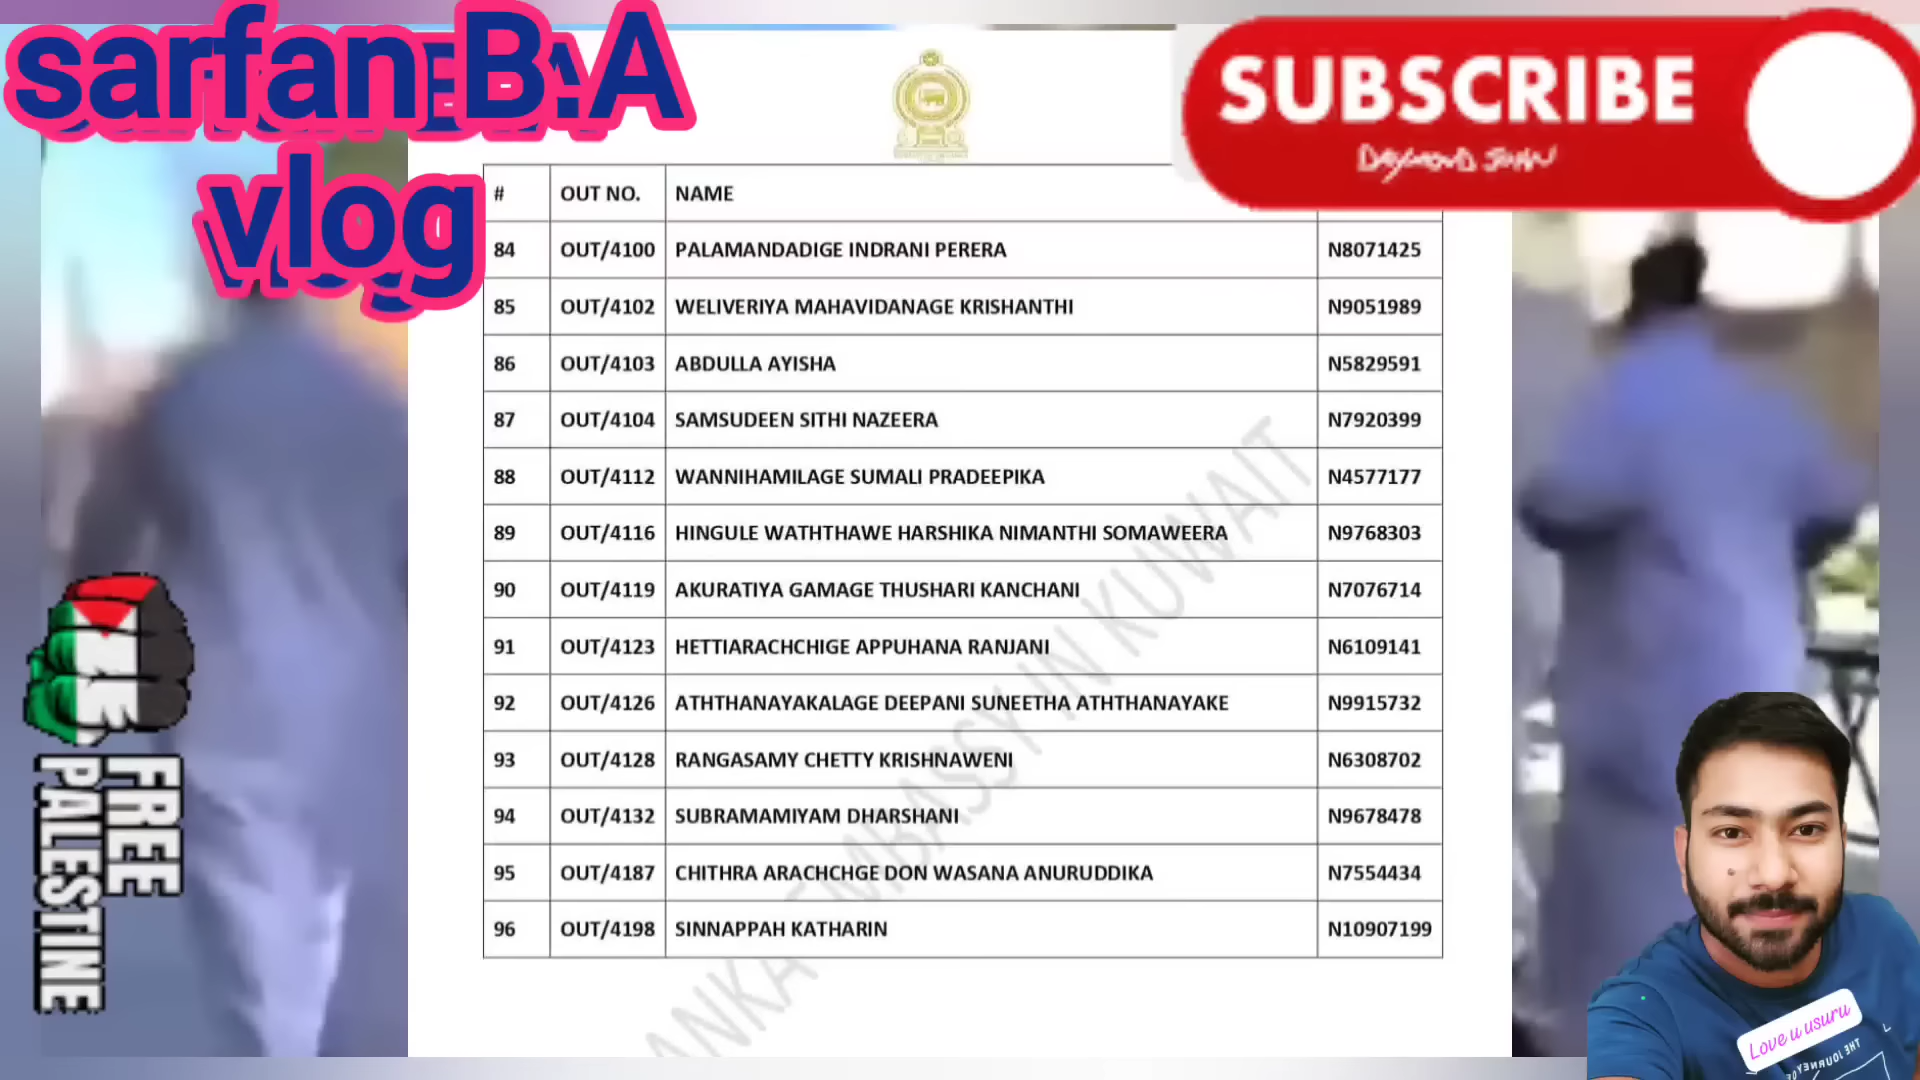 sarfan B.A
vlog
SUBSCRIBE
# OUT NO. NAME
84 OUT/4100 PALAMANDADIGE INDRANI PERERA N8071425
85 OUT/4102 WELIVERIYA MAHAVIDANAGE KRISHANTHI N9051989
86 OUT/4103 ABDULLA AYISHA N5829591
87 OUT/4104 SAMSUDEEN SITHI NAZEERA N7920399
88 OUT/4112 WANNIHAMILAGE SUMALI PRADEEPIKA N4577177
89 OUT/4116 HINGULE WATHTHAWE HARSHIKA NIMANTHI SOMAWEERA N9768303
90 OUT/4119 AKURATIYA GAMAGE THUSHARI KANCHANI N7076714
91 OUT/4123 HETTIARACHCHIGE APPUHANA RANJANI N6109141
92 OUT/4126 ATHTHANAYAKALAGE DEEPANI SUNEETHA ATHTHANAYAKE N9915732
93 OUT/4128 RANGASAMY CHETTY KRISHNAWENI N6308702
94 OUT/4132 SUBRAMAMIYAM DHARSHANI N9678478
95 OUT/4187 CHITHRA ARACHCHGE DON WASANA ANURUDDIKA N7554434
96 OUT/4198 SINNAPPAH KATHARIN N10907199
ANKA EMBASSY IN KUWAIT
FREE
PALESTINE
Love u usuru